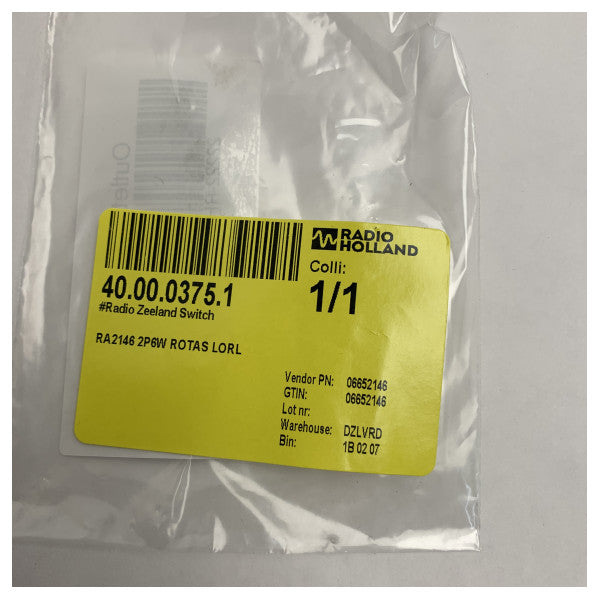 RADIO
HOLLAND
Colli:
1/1
40.00.0375.1
#Radio Zeeland Switch
RA2146 2P6W ROTAS LORL
Vendor PN: 06652146
GTIN: 06652146
Lot nr:
Warehouse: DZLVRD
Bin: 1B 02 07